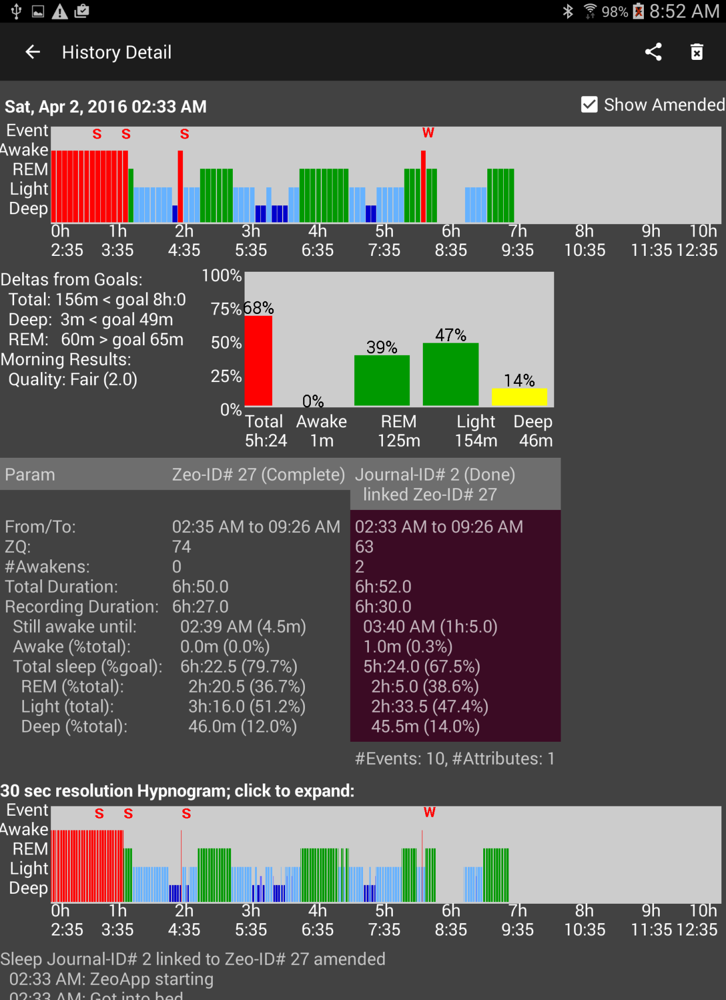 98% 8:52 AM
History Detail
Sat, Apr 2, 2016 02:33 AM
Show Amended
Event S S S W
Awake
REM
Light
Deep
0h 1h 2h 3h 4h 5h 6h 7h 8h 9h 10h
2:35 3:35 4:35 5:35 6:35 7:35 8:35 9:35 10:35 11:35 12:35
Deltas from Goals:
Total: 156m < goal 8h:0
Deep: 3m < goal 49m
REM: 60m > goal 65m
Morning Results:
Quality: Fair (2.0)
100%
75% 68%
50% 39% 47%
25% 14%
0% 0%
Total Awake REM Light Deep
5h:24 1m 125m 154m 46m
Param Zeo-ID# 27 (Complete) Journal-ID# 2 (Done)
linked Zeo-ID# 27
From/To: 02:35 AM to 09:26 AM 02:33 AM to 09:26 AM
ZQ: 74 63
#Awakens: 0 2
Total Duration: 6h:50.0 6h:52.0
Recording Duration: 6h:27.0 6h:30.0
Still awake until: 02:39 AM (4.5m) 03:40 AM (1h:5.0)
Awake (%total): 0.0m (0.0%) 1.0m (0.3%)
Total sleep (%goal): 6h:22.5 (79.7%) 5h:24.0 (67.5%)
REM (%total): 2h:20.5 (36.7%) 2h:5.0 (38.6%)
Light (total): 3h:16.0 (51.2%) 2h:33.5 (47.4%)
Deep (%total): 46.0m (12.0%) 45.5m (14.0%)
#Events: 10, #Attributes: 1
30 sec resolution Hypnogram; click to expand:
Event S S S W
Awake
REM
Light
Deep
0h 1h 2h 3h 4h 5h 6h 7h 8h 9h 10h
2:35 3:35 4:35 5:35 6:35 7:35 8:35 9:35 10:35 11:35 12:35
Sleep Journal-ID# 2 linked to Zeo-ID# 27 amended
02:33 AM: ZeoApp starting
02:33 AM: Got into bed